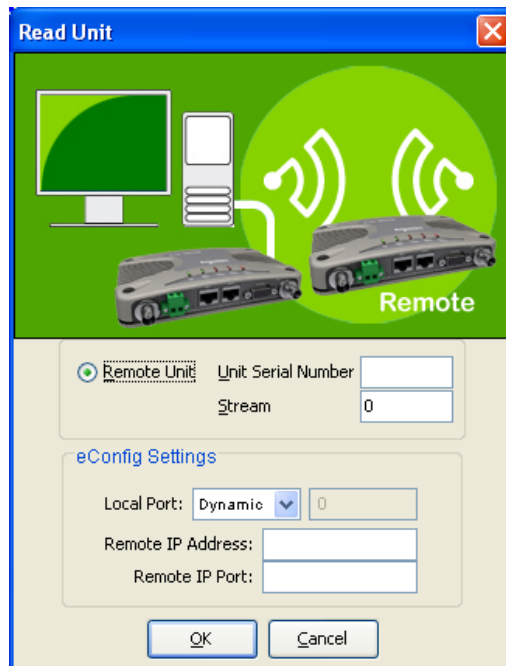 Read Unit
Remote
Remote Unit Unit Serial Number
Stream 0
eConfig Settings
Local Port: Dynamic 0
Remote IP Address:
Remote IP Port:
OK Cancel